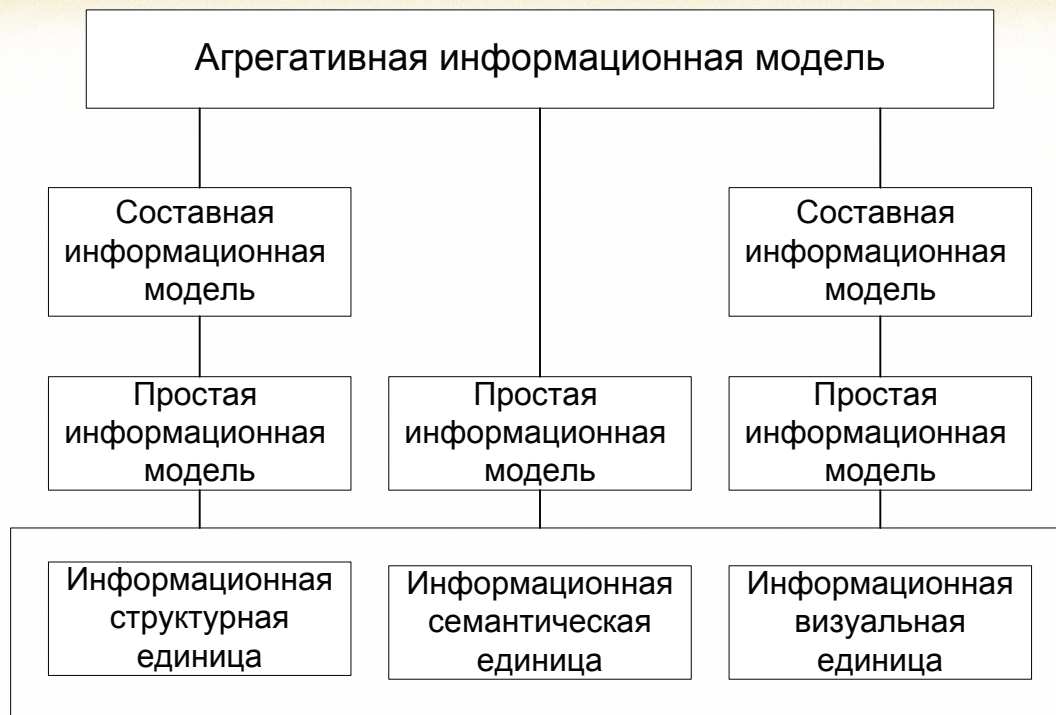 Агрегативная информационная модель
Составная
информационная
модель
Составная
информационная
модель
Простая
информационная
модель
Простая
информационная
модель
Простая
информационная
модель
Информационная
структурная
единица
Информационная
семантическая
единица
Информационная
визуальная
единица